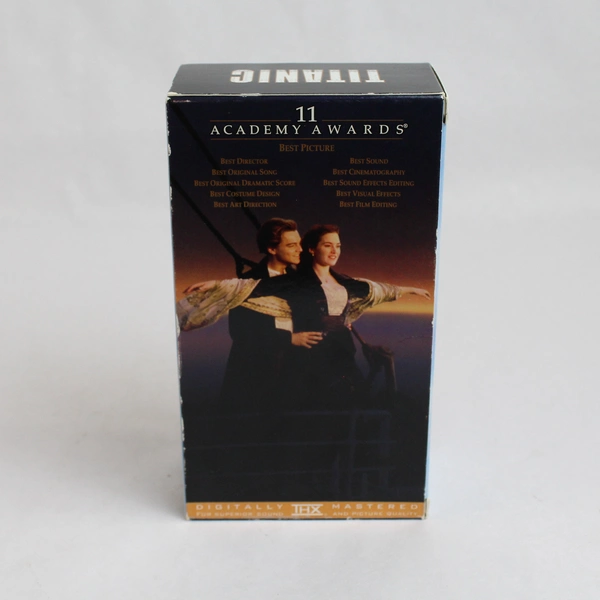 TITANIC
11
ACADEMY AWARDS®
BEST PICTURE
BEST DIRECTOR BEST SOUND
BEST ORIGINAL SONG BEST CINEMATOGRAPHY
BEST ORIGINAL DRAMATIC SCORE BEST SOUND EFFECTS EDITING
BEST COSTUME DESIGN BEST VISUAL EFFECTS
BEST ART DIRECTION BEST FILM EDITING
DIGITALLY THX MASTERED
FOR SUPERIOR SOUND AND PICTURE QUALITY